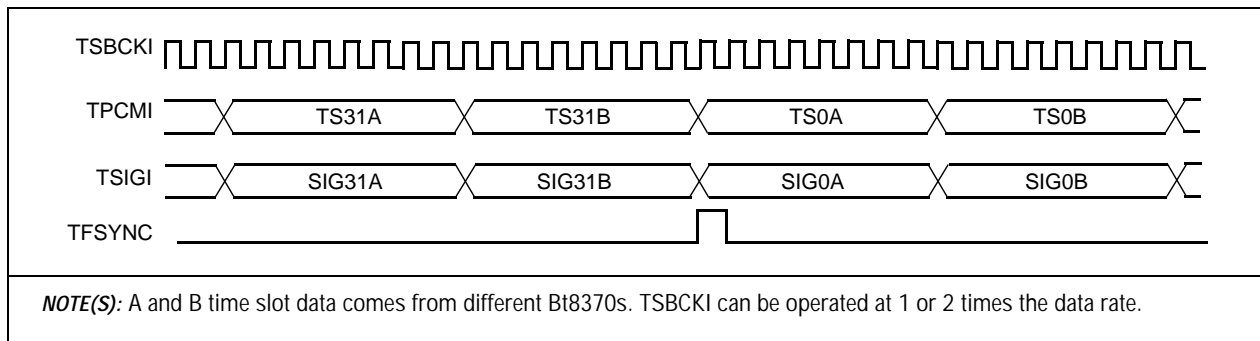 TSBCKI
TPCMI TS31A TS31B TS0A TS0B
TSIGI SIG31A SIG31B SIG0A SIG0B
TFSYNC
NOTE(S): A and B time slot data comes from different Bt8370s. TSBCKI can be operated at 1 or 2 times the data rate.